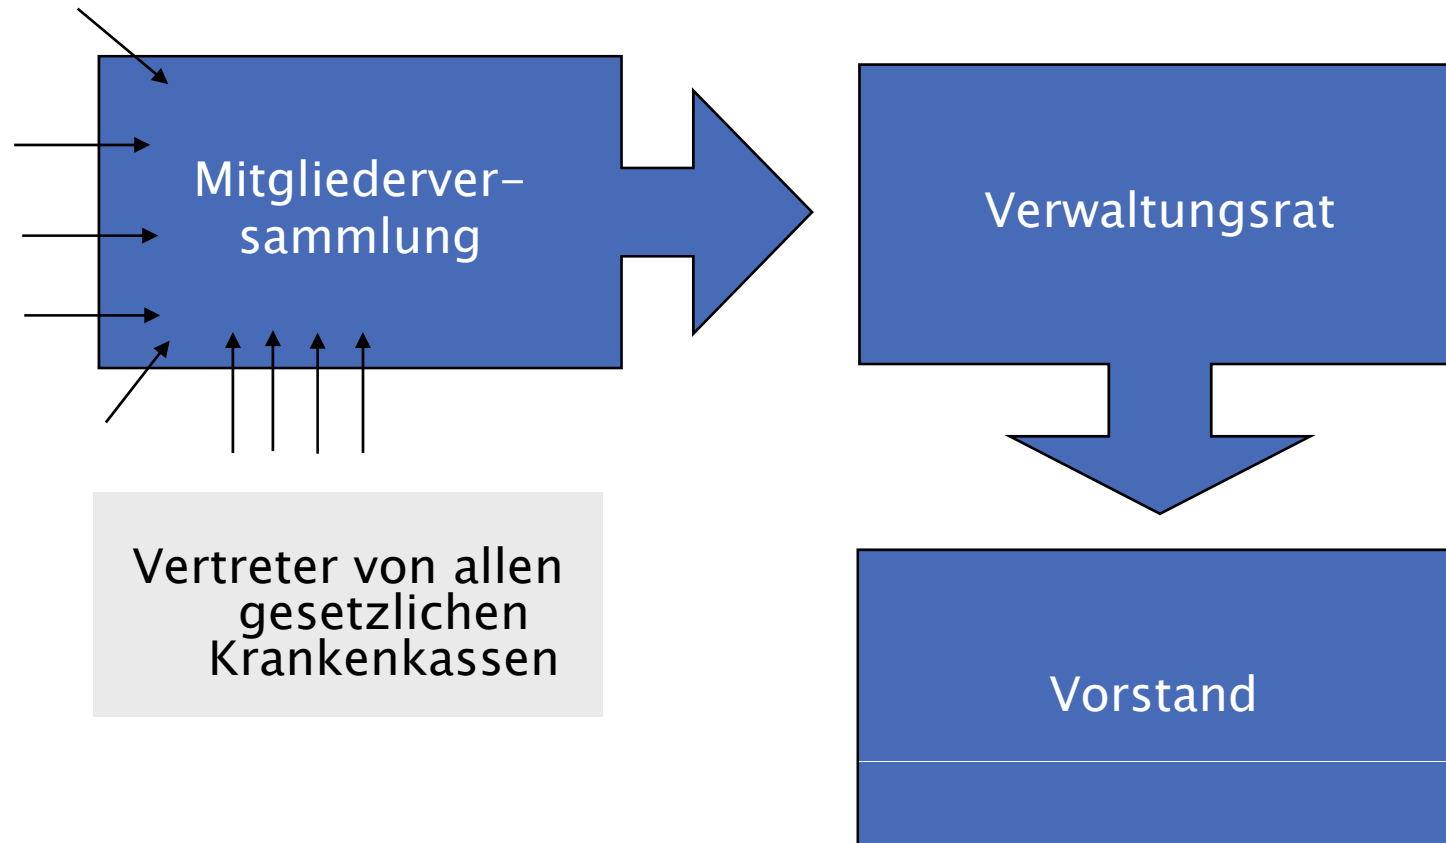 Mitgliederver-
sammlung
Verwaltungsrat
Vertreter von allen
gesetzlichen
Krankenkassen
Vorstand